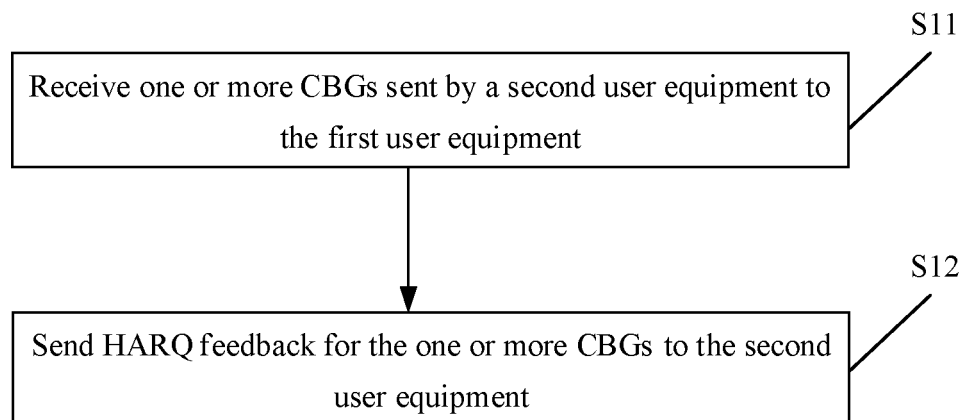 S11
Receive one or more CBGs sent by a second user equipment to
the first user equipment
S12
Send HARQ feedback for the one or more CBGs to the second
user equipment